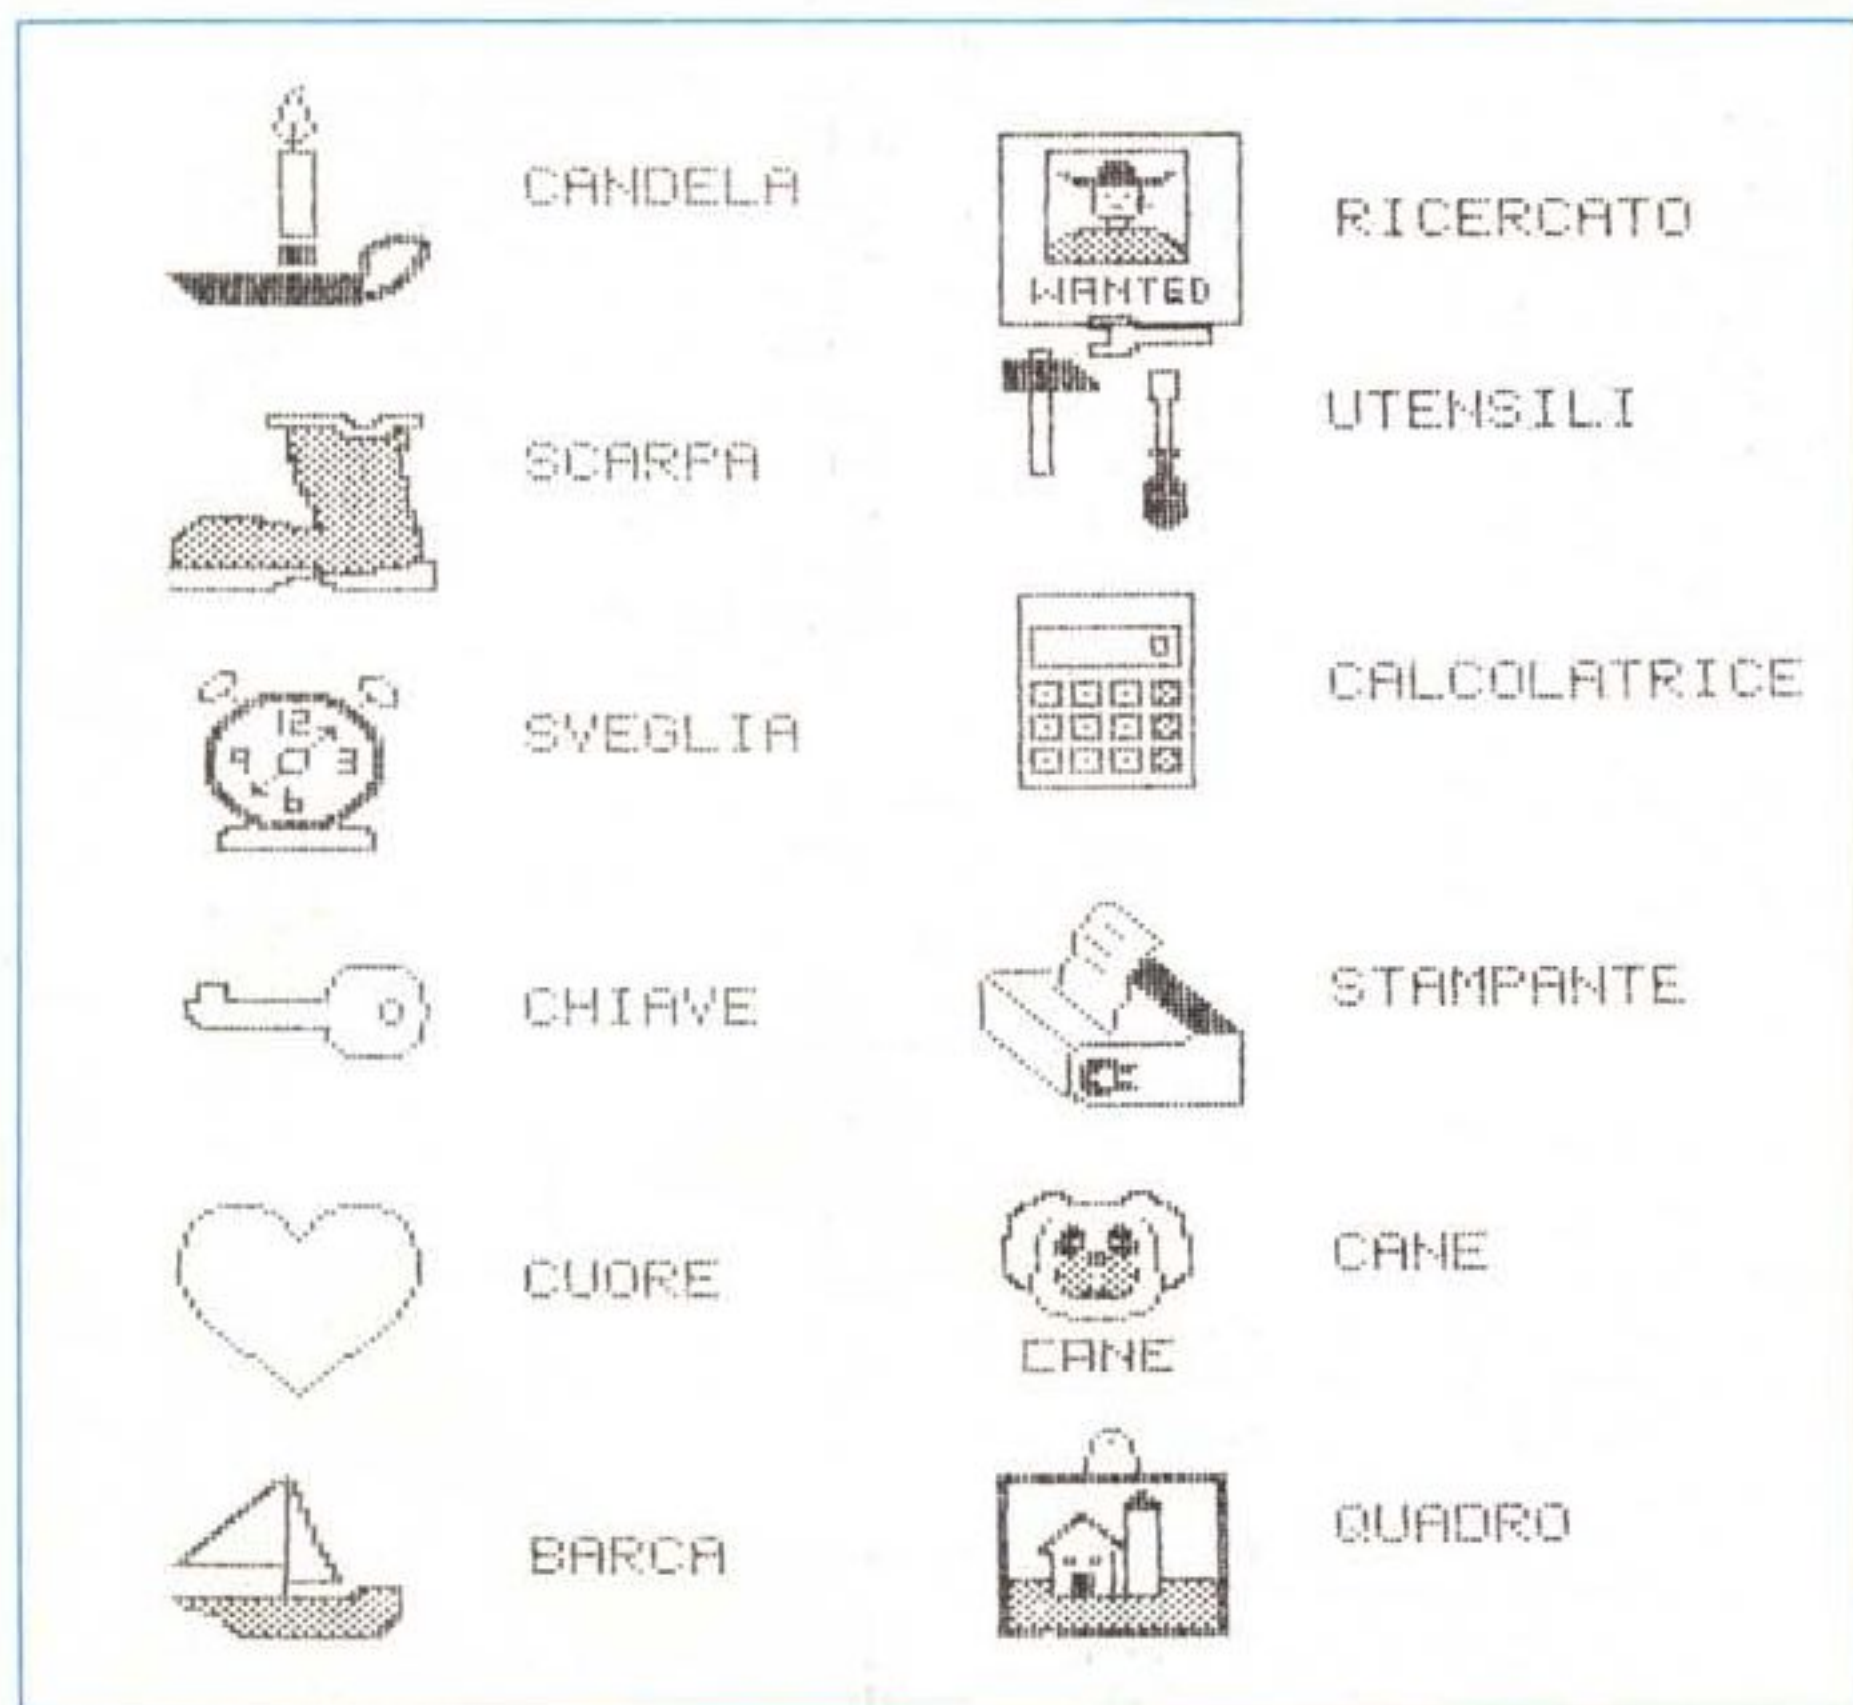 CANDELA
SCARPA
12
9 3
6
SVEGLIA
CHIAVE
CUORE
BARCA
WANTED
RICERCATO
UTENSILI
0
CALCOLATRICE
STAMPANTE
CANE
CANE
QUADRO